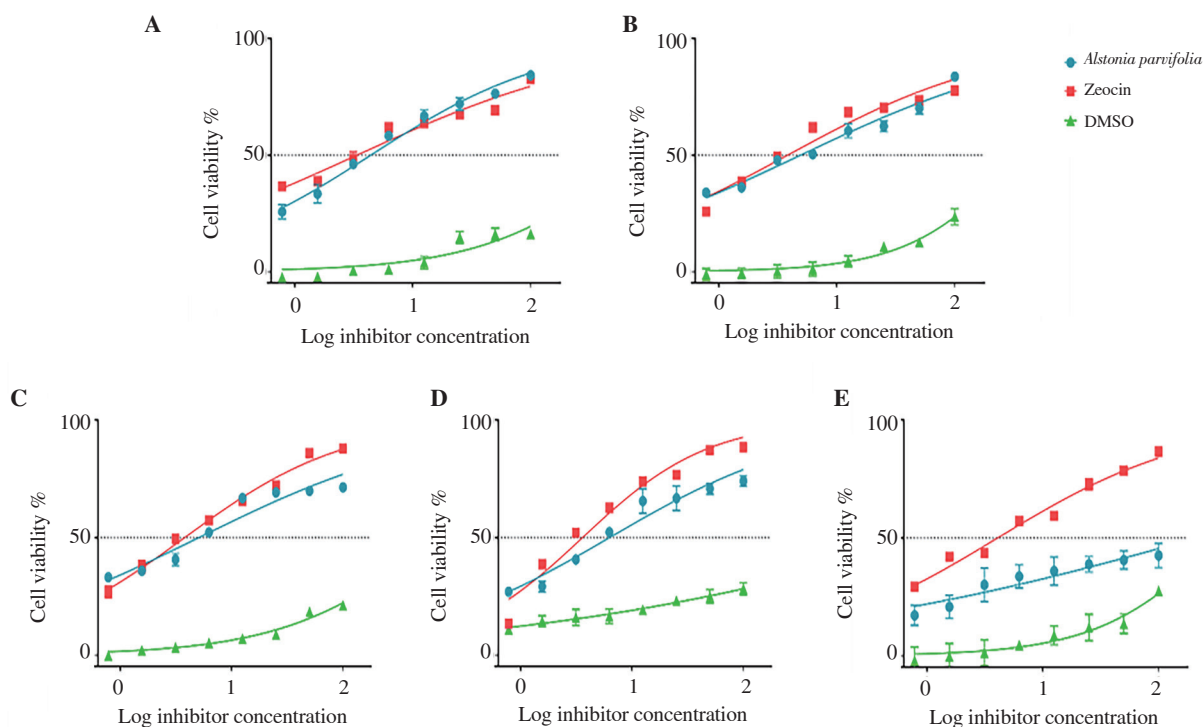 A
100
50
0
Cell viability %
0
1
2
Log inhibitor concentration
B
100
50
0
Cell viability %
0
1
2
Log inhibitor concentration
Alstonia parvifolia
Zeocin
DMSO
C
100
50
0
Cell viability %
0
1
2
Log inhibitor concentration
D
100
50
0
Cell viability %
0
1
2
Log inhibitor concentration
E
100
50
0
Cell viability %
0
1
2
Log inhibitor concentration